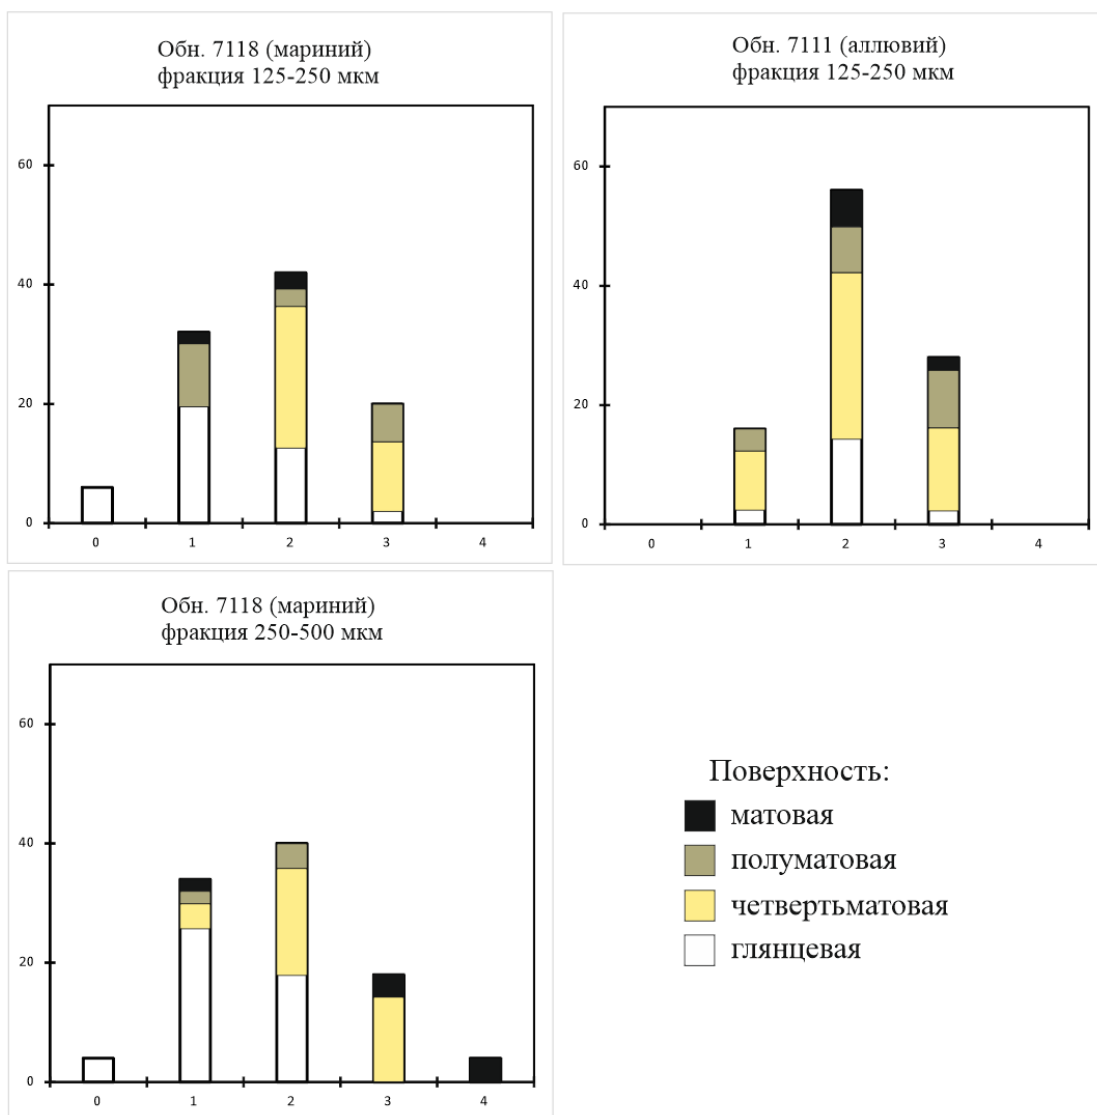 Обн. 7118 (мариний)
фракция 125-250 мкм
60
40
20
0
0 1 2 3 4
Обн. 7111 (аллювий)
фракция 125-250 мкм
60
40
20
0
0 1 2 3 4
Обн. 7118 (мариний)
фракция 250-500 мкм
60
40
20
0
0 1 2 3 4
Поверхность:
матовая
полуматовая
четвертьматовая
глянцевая